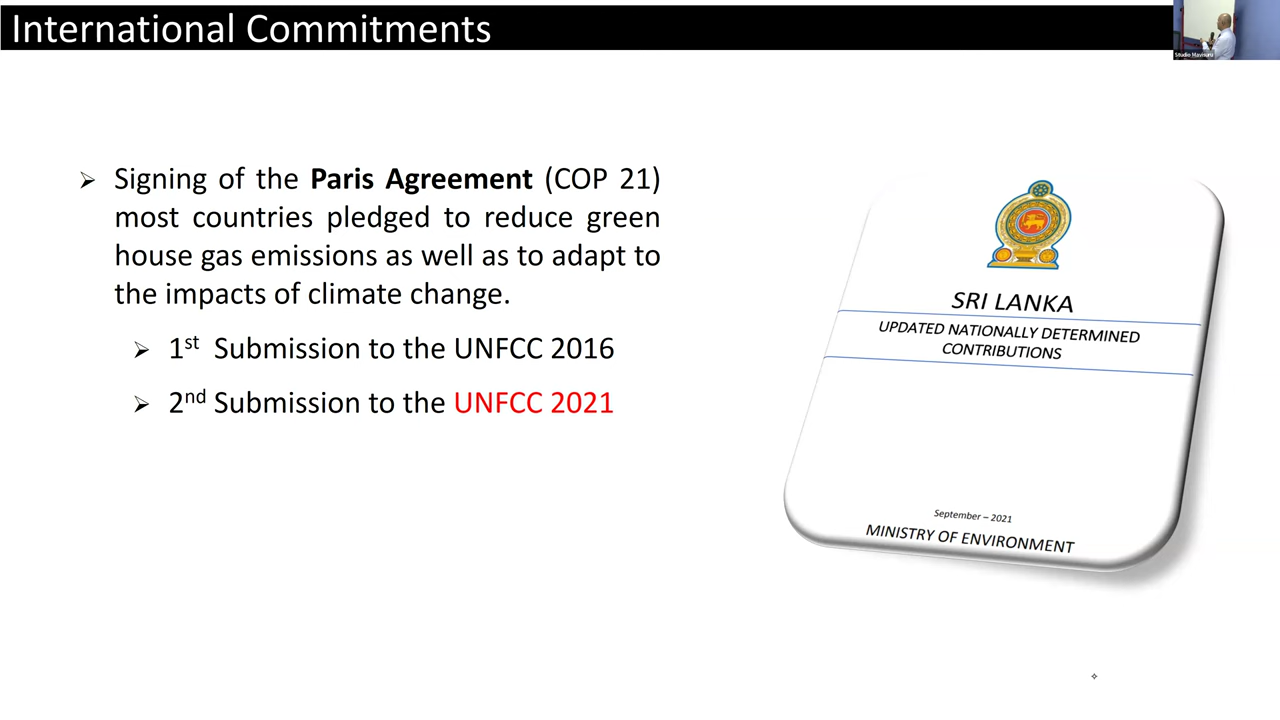 International Commitments
Studio Mavisuru
➢ Signing of the Paris Agreement (COP 21)
most countries pledged to reduce green
house gas emissions as well as to adapt to
the impacts of climate change.
➢ 1st Submission to the UNFCC 2016
➢ 2nd Submission to the UNFCC 2021
SRI LANKA
UPDATED NATIONALLY DETERMINED
CONTRIBUTIONS
September – 2021
MINISTRY OF ENVIRONMENT